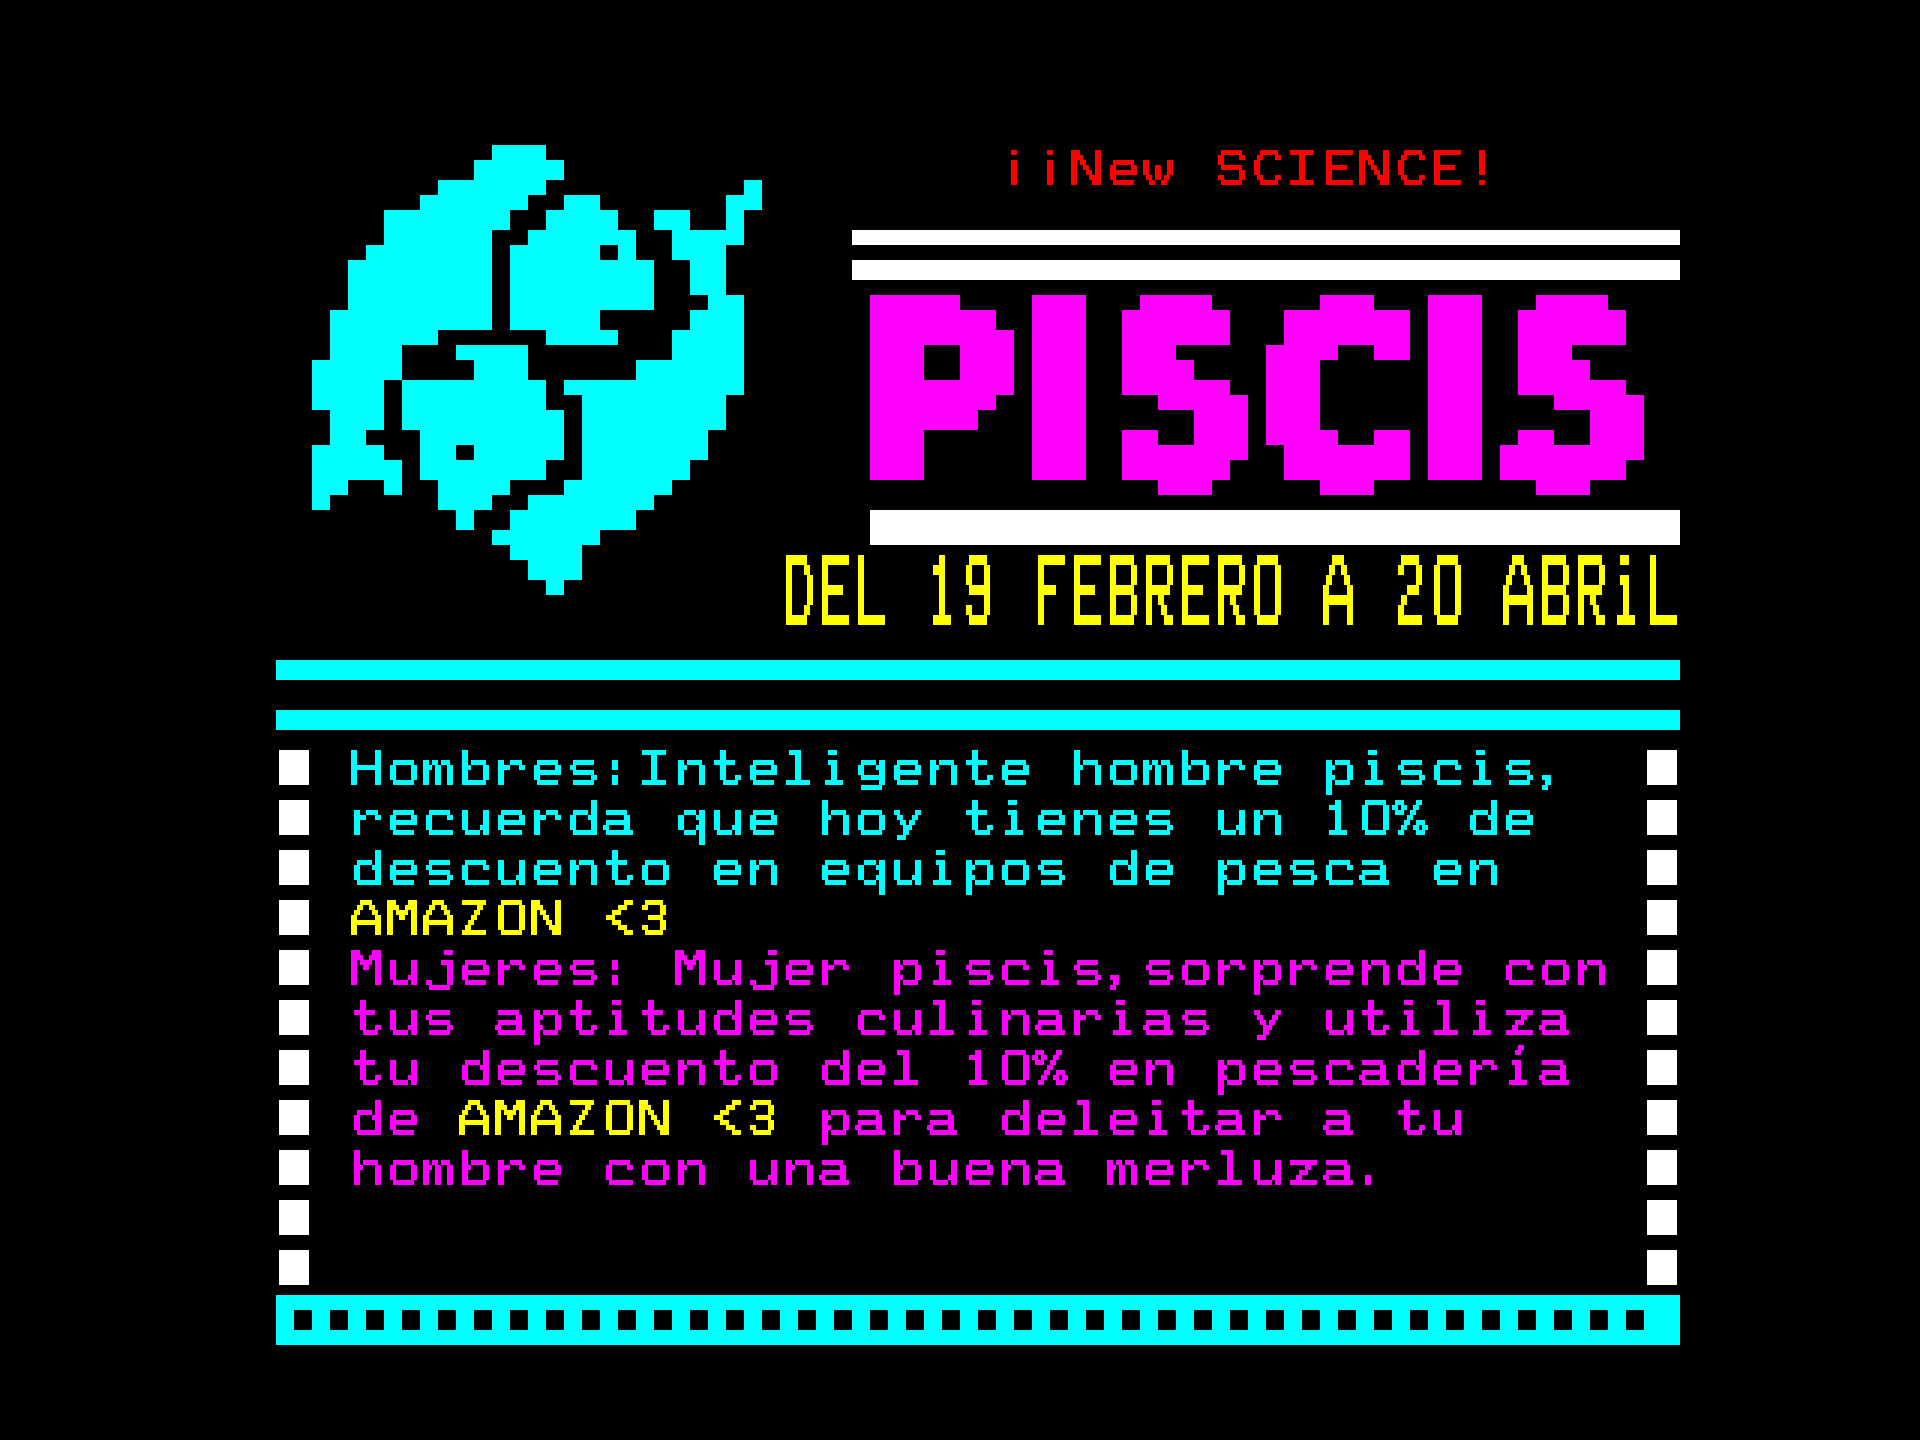 ¡¡New SCIENCE!
PISCIS
DEL 19 FEBRERO A 20 ABRiL
Hombres:Inteligente hombre piscis,
recuerda que hoy tienes un 10% de
descuento en equipos de pesca en
AMAZON <3
Mujeres: Mujer piscis,sorprende con
tus aptitudes culinarias y utiliza
tu descuento del 10% en pescadería
de AMAZON <3 para deleitar a tu
hombre con una buena merluza.